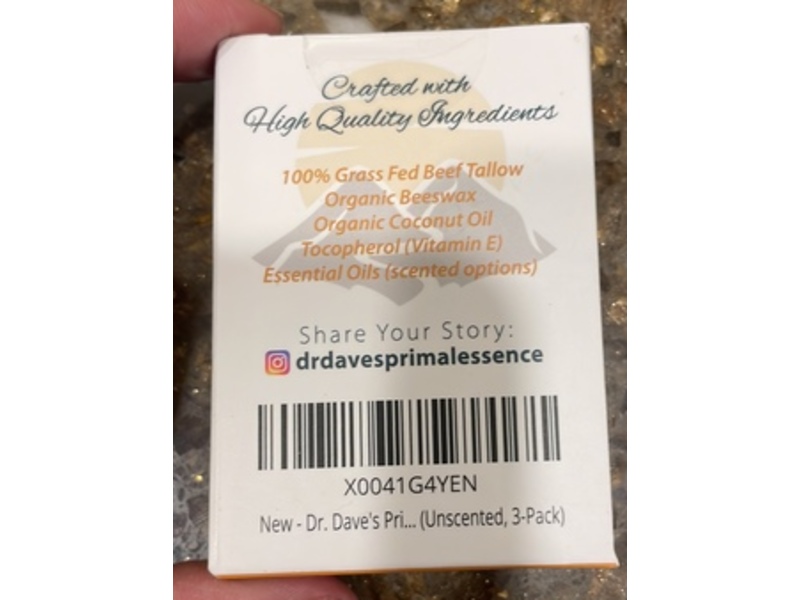 Crafted with
High Quality Ingredients
100% Grass Fed Beef Tallow
Organic Beeswax
Organic Coconut Oil
Tocopherol (Vitamin E)
Essential Oils (scented options)
Share Your Story:
drdavesprimalessence
X0041G4YEN
New - Dr. Dave's Pri... (Unscented, 3-Pack)